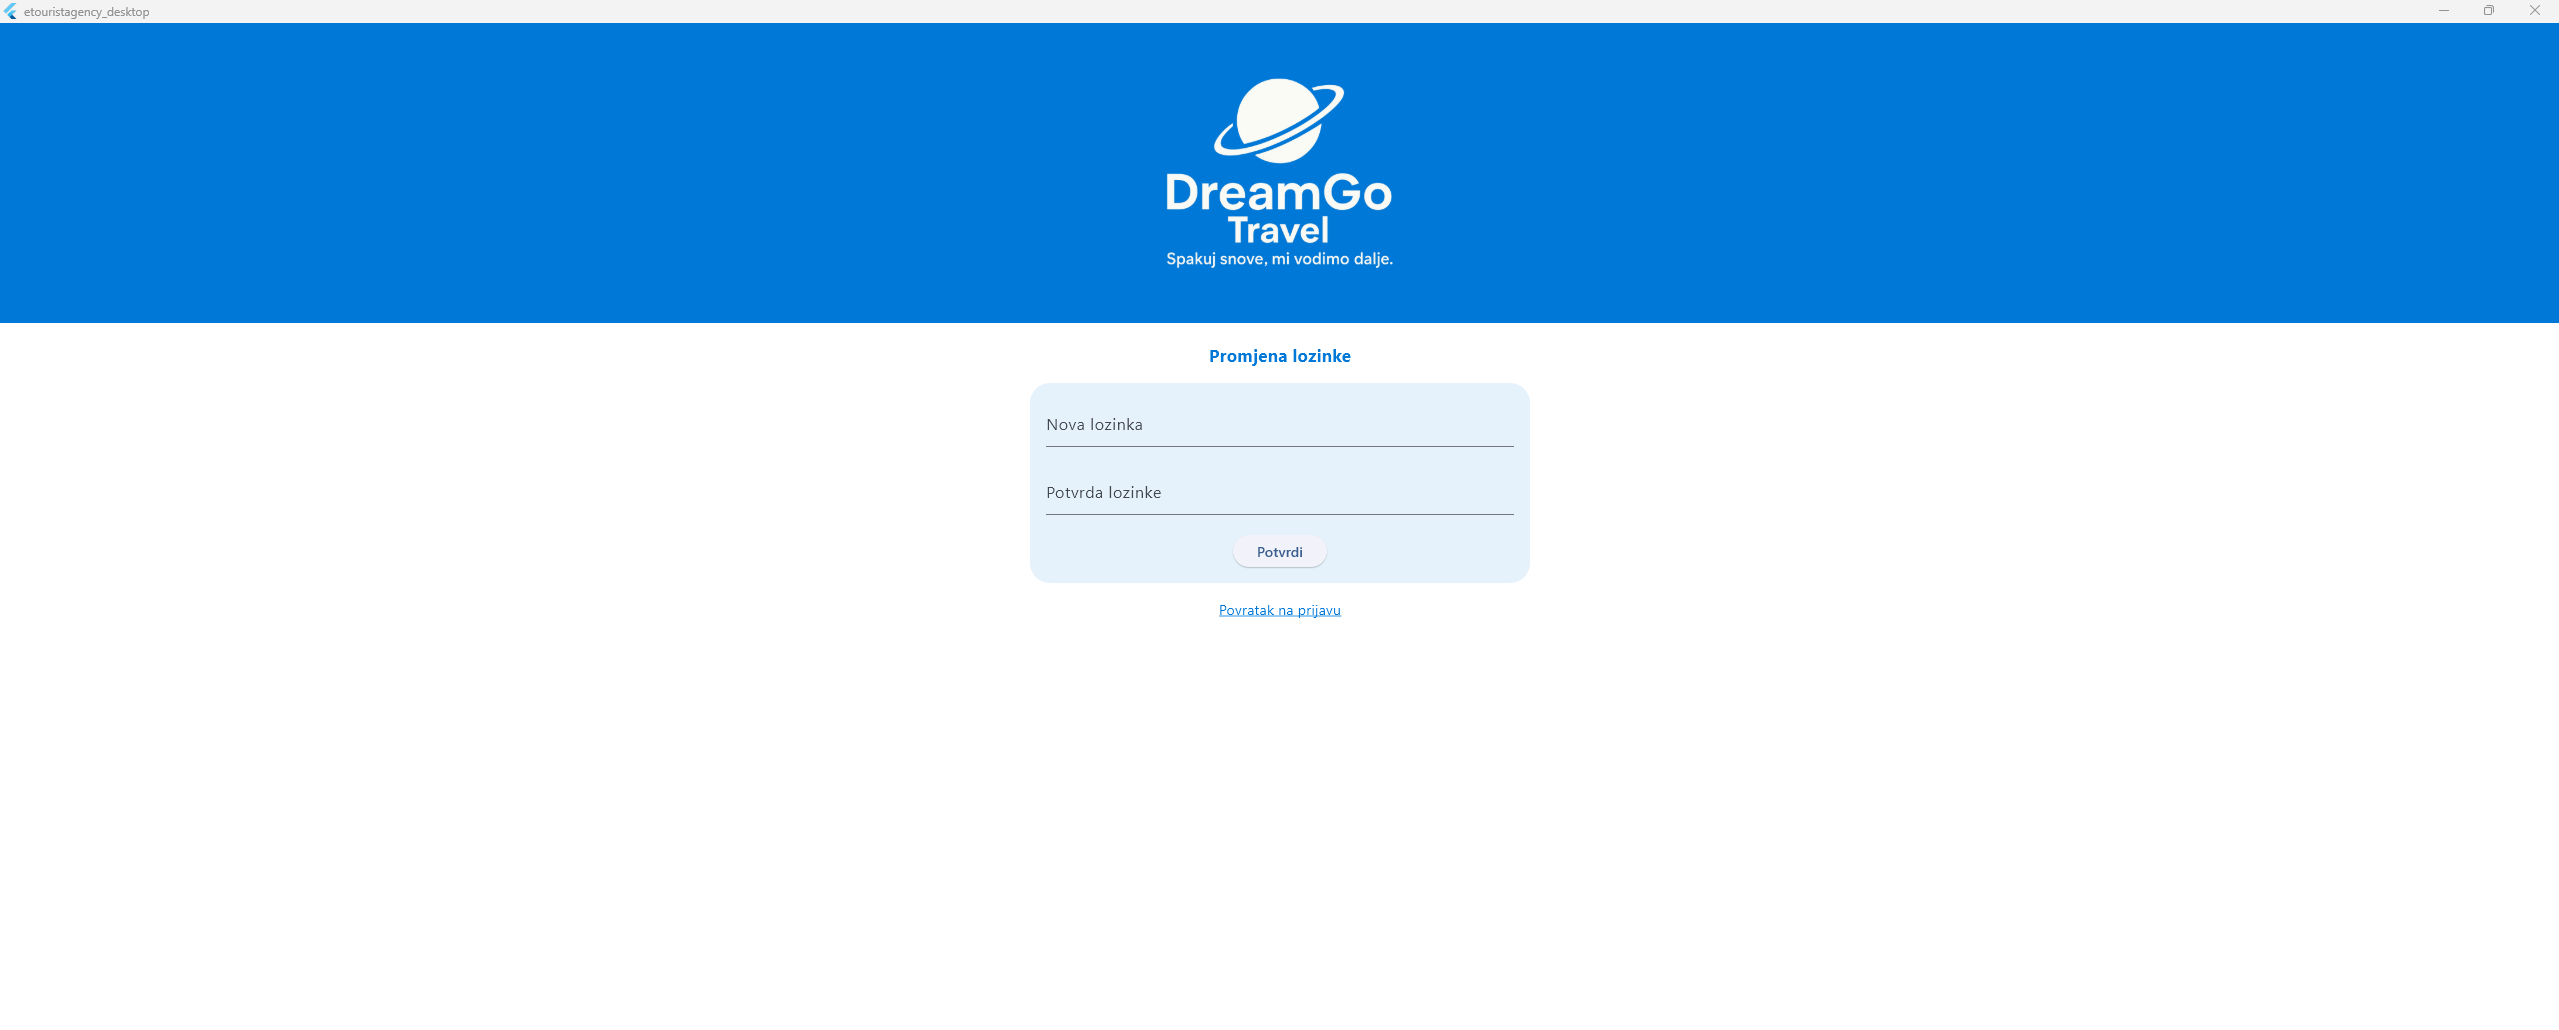 etouristagency_desktop
DreamGo
Travel
Spakuj snove, mi vodimo dalje.
Promjena lozinke
Nova lozinka
Potvrda lozinke
Potvrdi
Povratak na prijavu